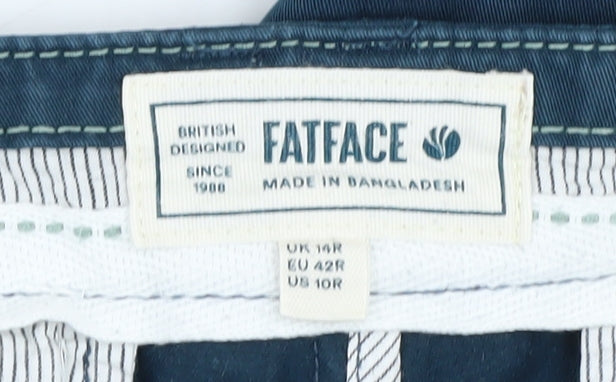 BRITISH
DESIGNED
SINCE
1988
FATFACE
MADE IN BANGLADESH
UK 14R
EU 42R
US 10R